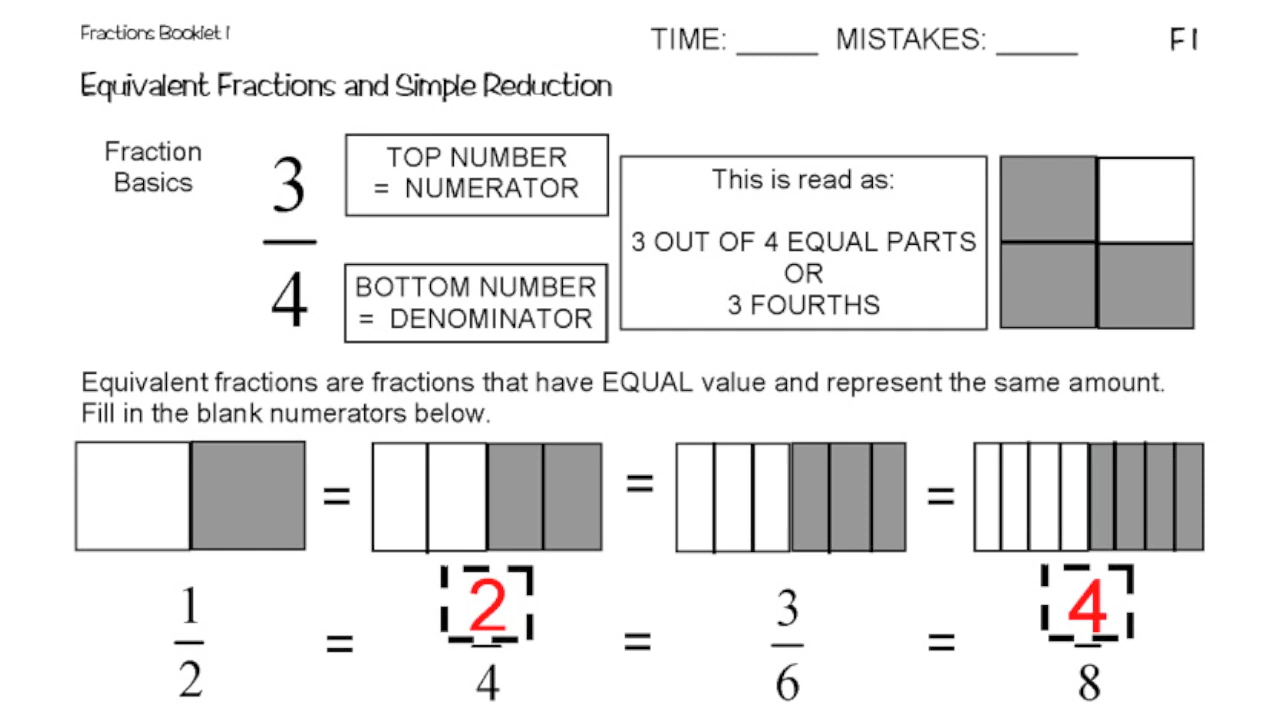 Fractions Booklet 1
TIME: _____ MISTAKES: _____ F1
Equivalent Fractions and Simple Reduction
Fraction
Basics
3
4
TOP NUMBER
= NUMERATOR
BOTTOM NUMBER
= DENOMINATOR
This is read as:
3 OUT OF 4 EQUAL PARTS
OR
3 FOURTHS
Equivalent fractions are fractions that have EQUAL value and represent the same amount.
Fill in the blank numerators below.
= = =
1 2 3 4
= = =
2 4 6 8